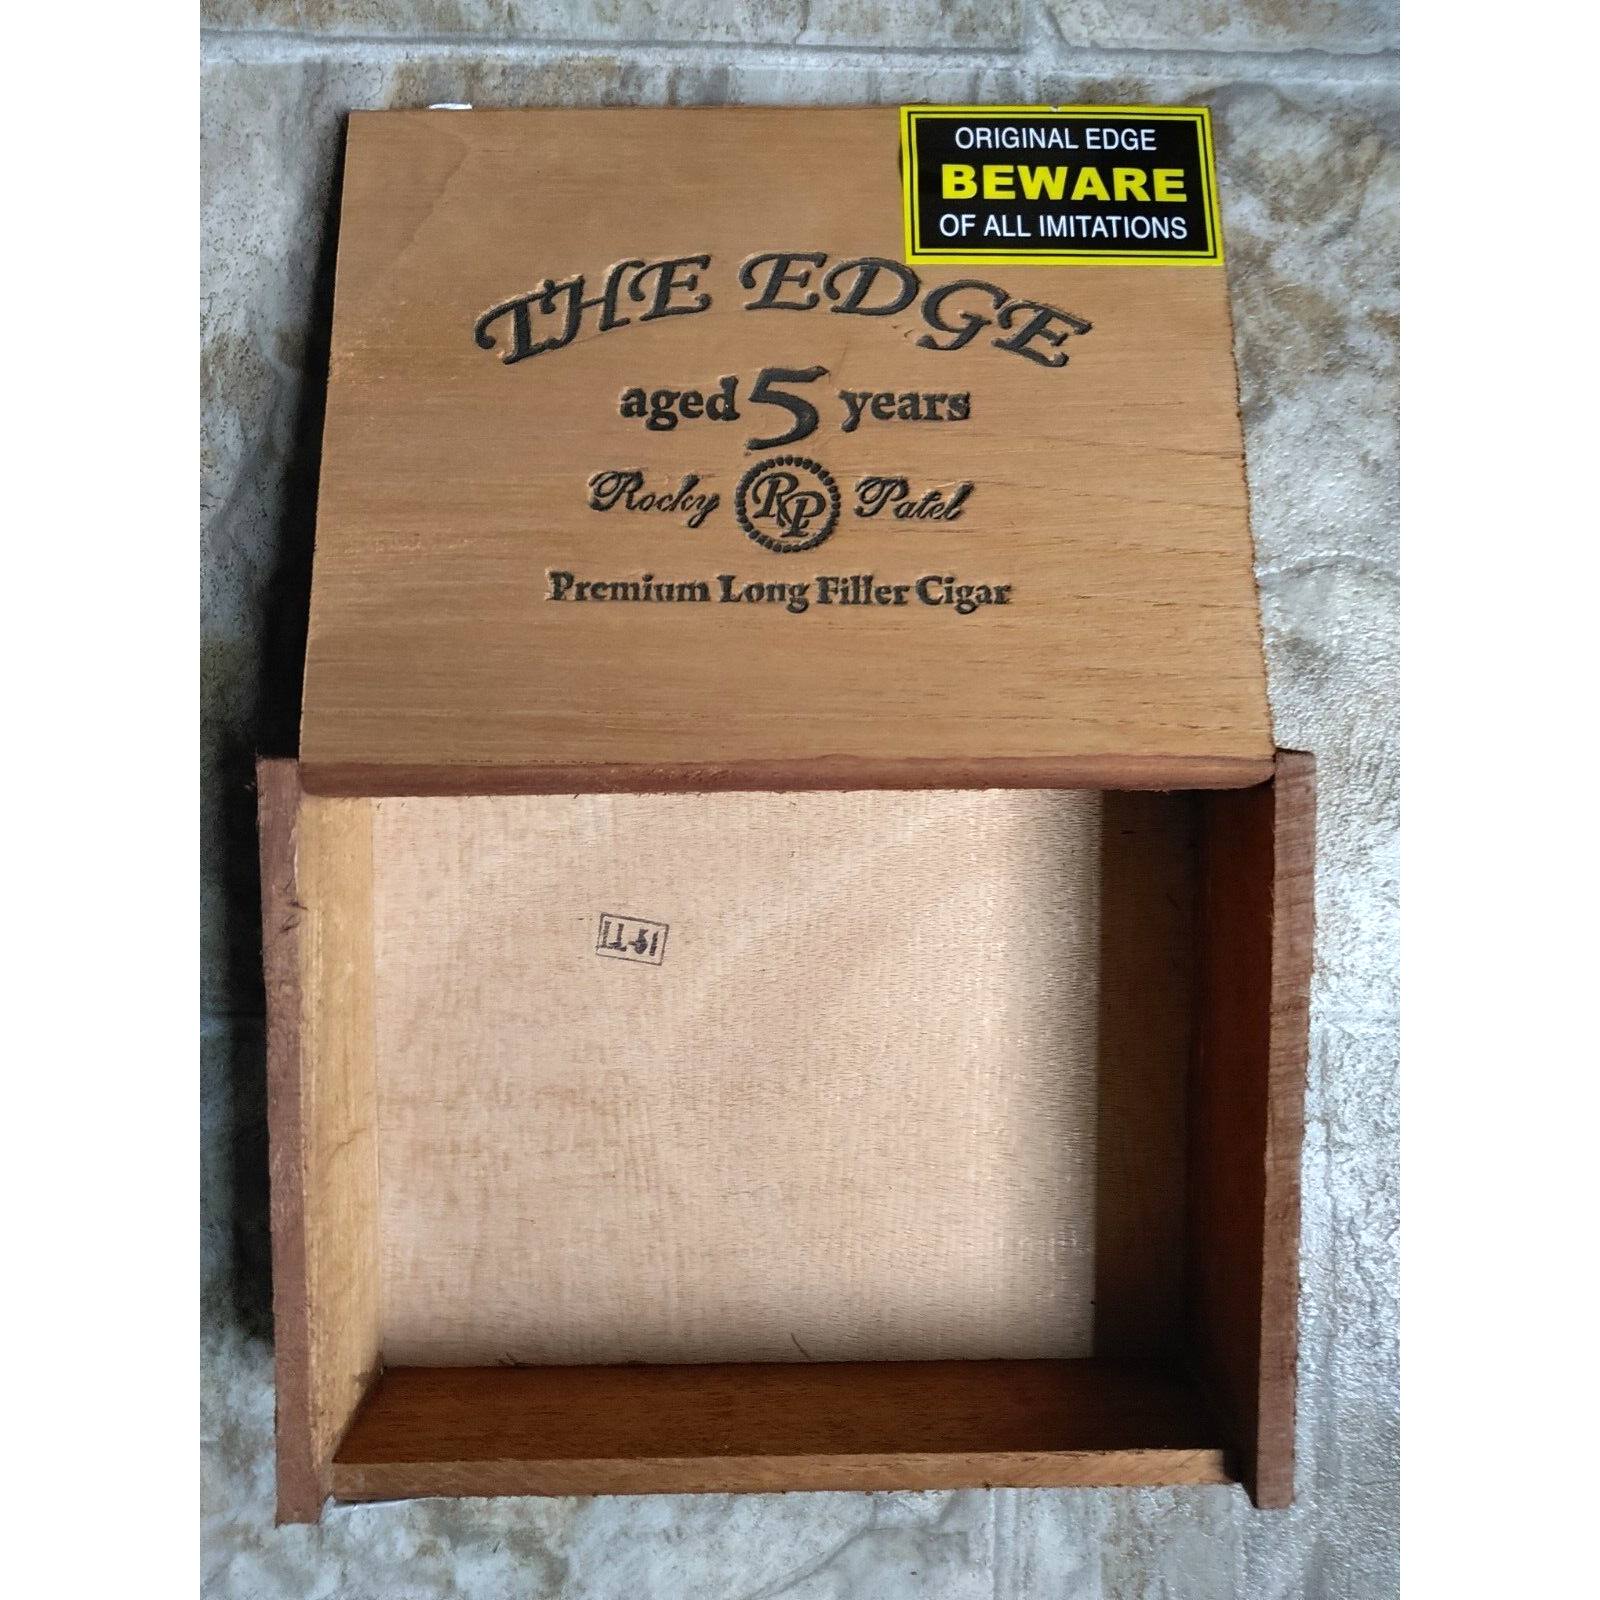 ORIGINAL EDGE
BEWARE
OF ALL IMITATIONS
THE EDGE
aged 5 years
Rocky RP Patel
Premium Long Filler Cigar